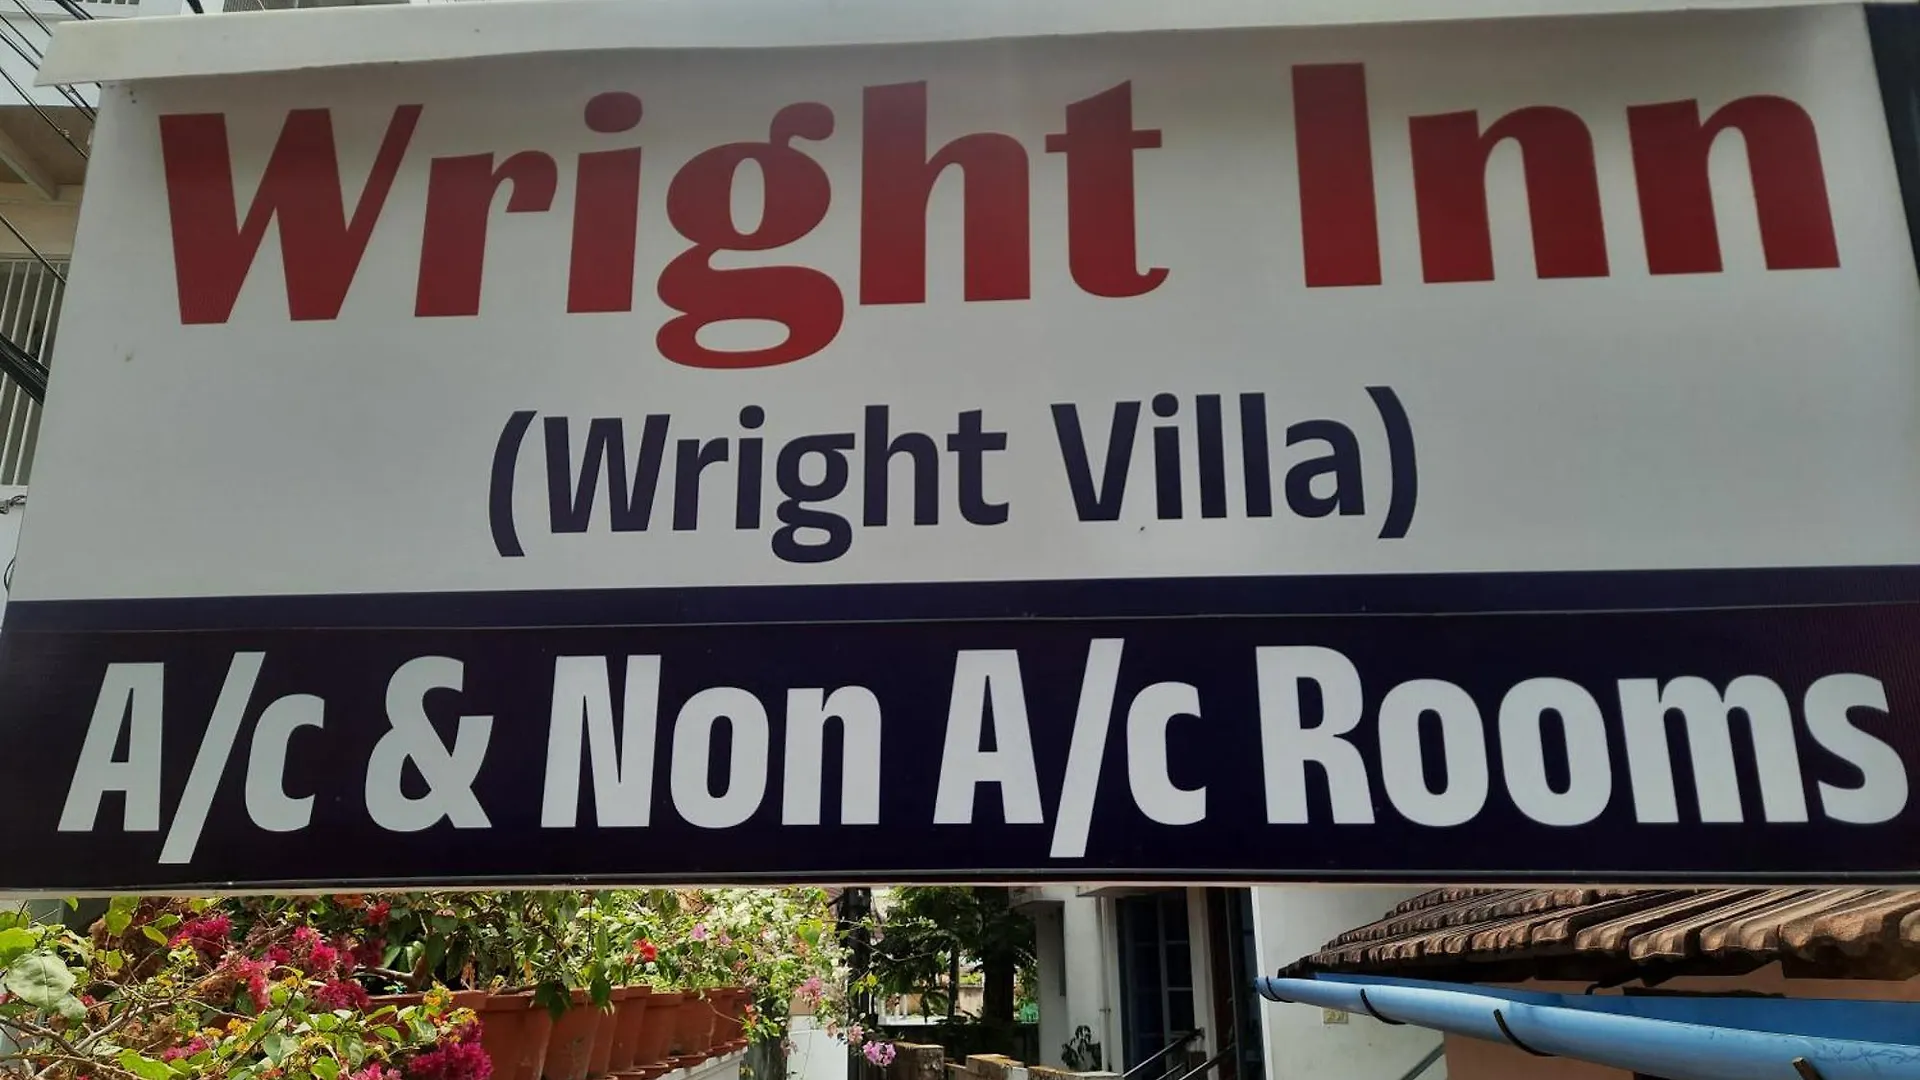 Wright Inn
(Wright Villa)
A/c & Non A/c Rooms